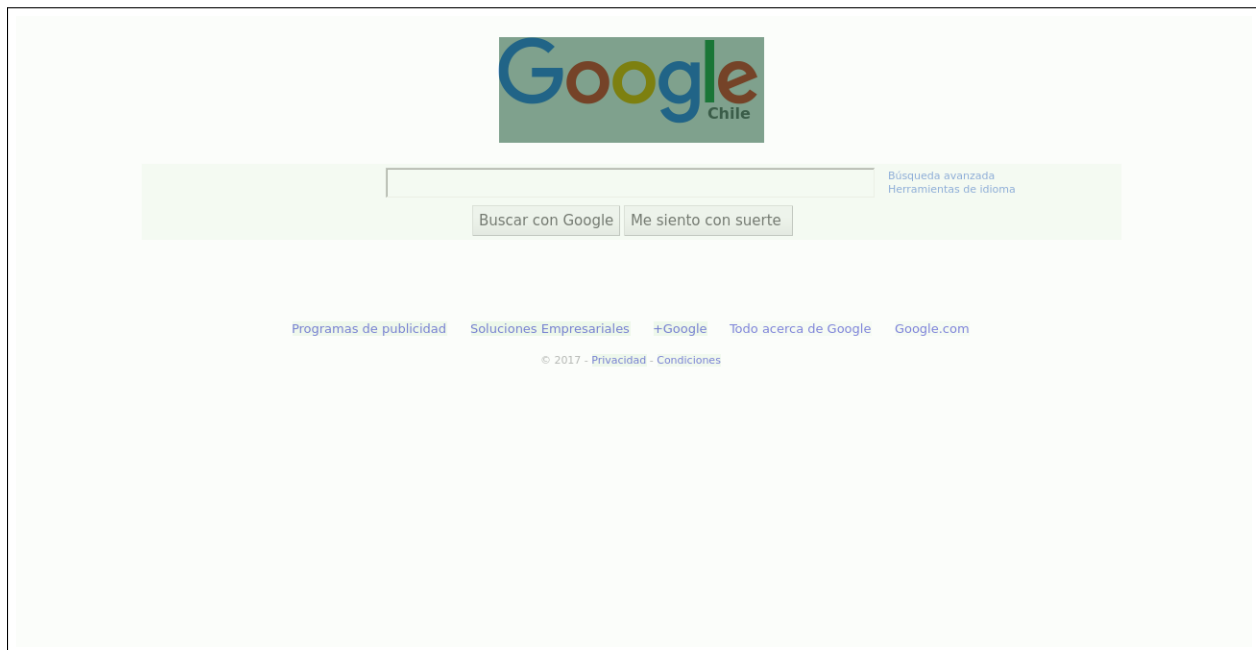 Google
Chile
Búsqueda avanzada
Herramientas de idioma
Buscar con Google Me siento con suerte
Programas de publicidad Soluciones Empresariales +Google Todo acerca de Google Google.com
© 2017 - Privacidad - Condiciones